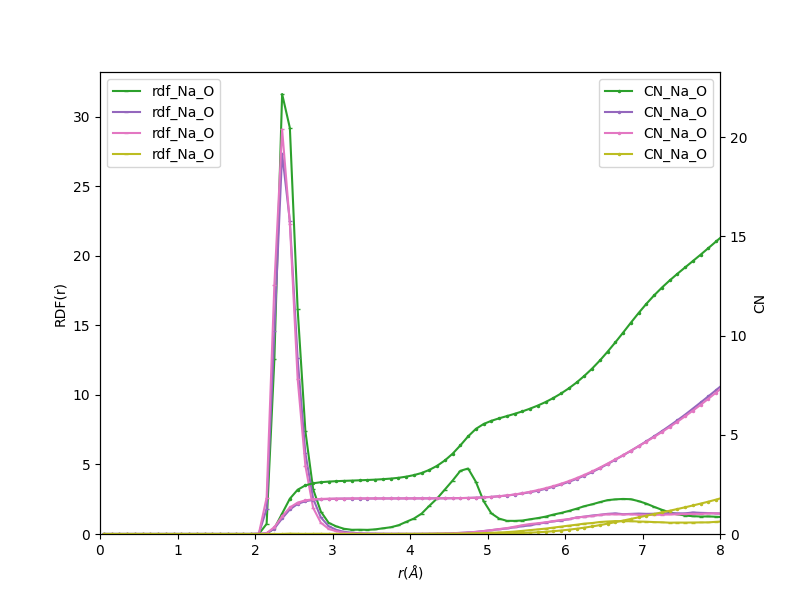 rdf_Na_O
rdf_Na_O
rdf_Na_O
rdf_Na_O
CN_Na_O
CN_Na_O
CN_Na_O
CN_Na_O
30
25
20
15
10
5
0
RDF(r)
20
15
10
5
0
CN
0 1 2 3 4 5 6 7 8
r(Å)